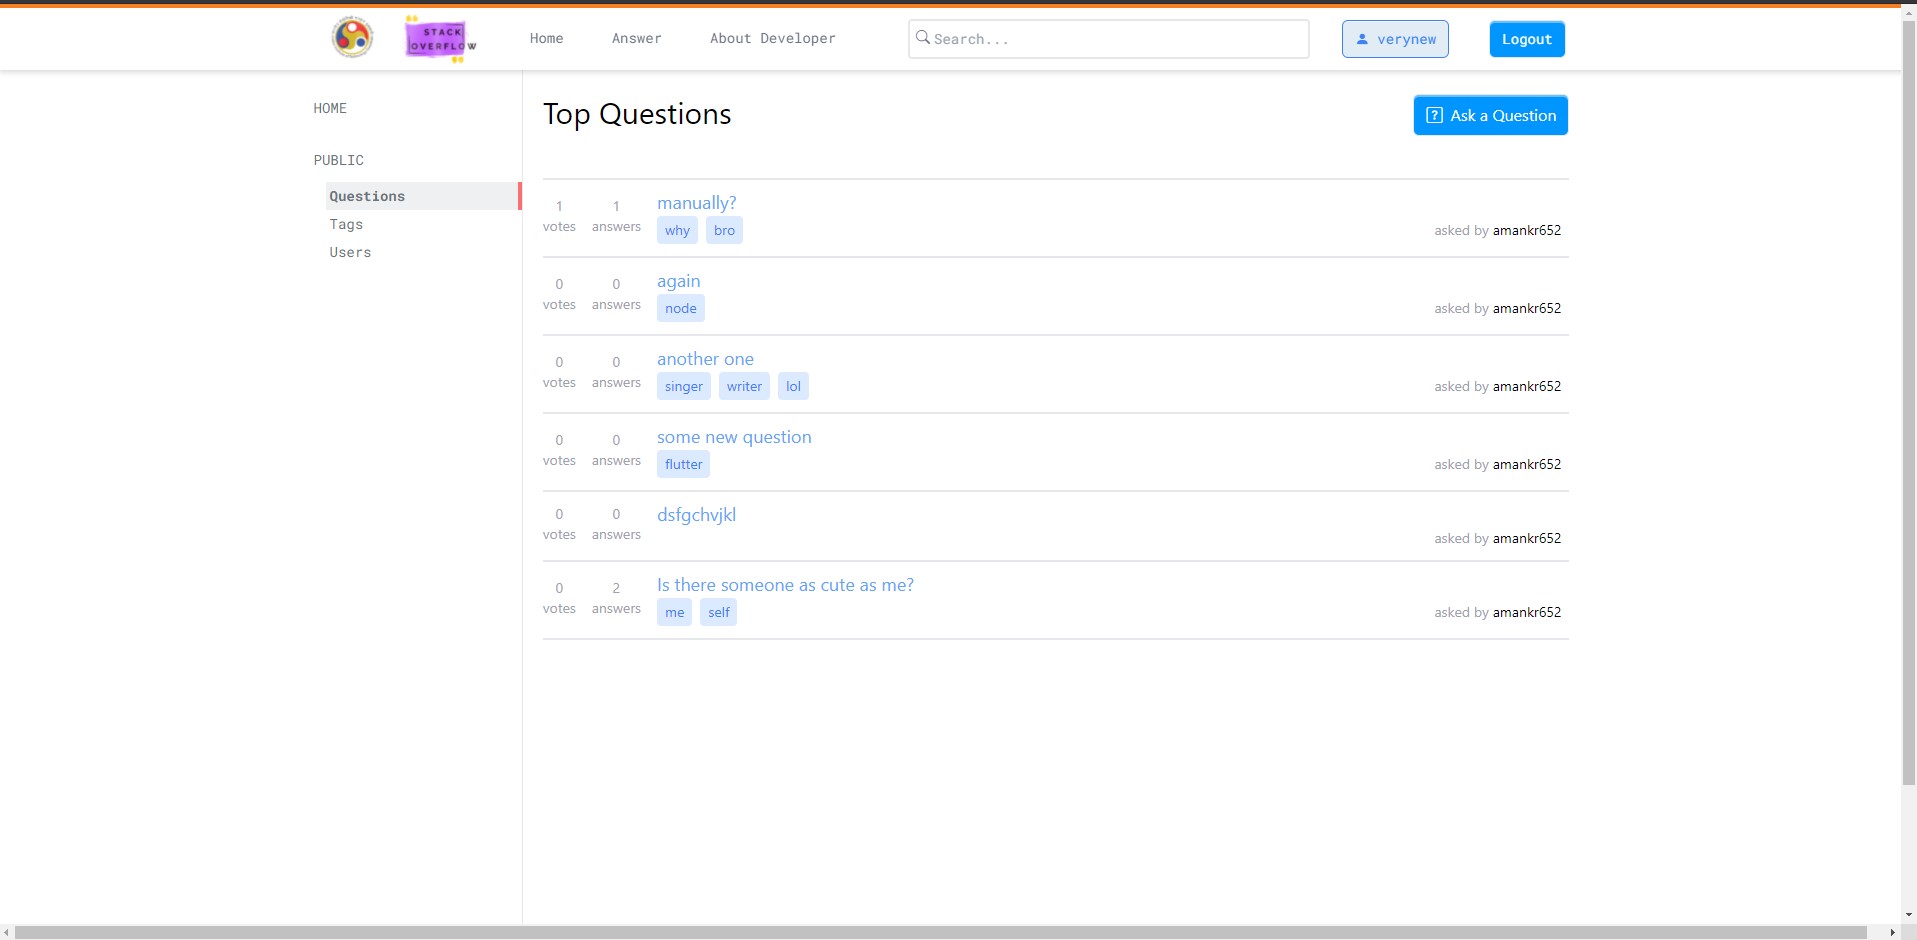 STACK
OVERFLOW
Home
Answer
About Developer
Search...
verynew
Logout
HOME
PUBLIC
Questions
Tags
Users
Top Questions
Ask a Question
1 1 manually?
votes answers why bro asked by amankr652
0 0 again
votes answers node asked by amankr652
0 0 another one
votes answers singer writer lol asked by amankr652
0 0 some new question
votes answers flutter asked by amankr652
0 0 dsfgchvjkl
votes answers asked by amankr652
0 2 Is there someone as cute as me?
votes answers me self asked by amankr652